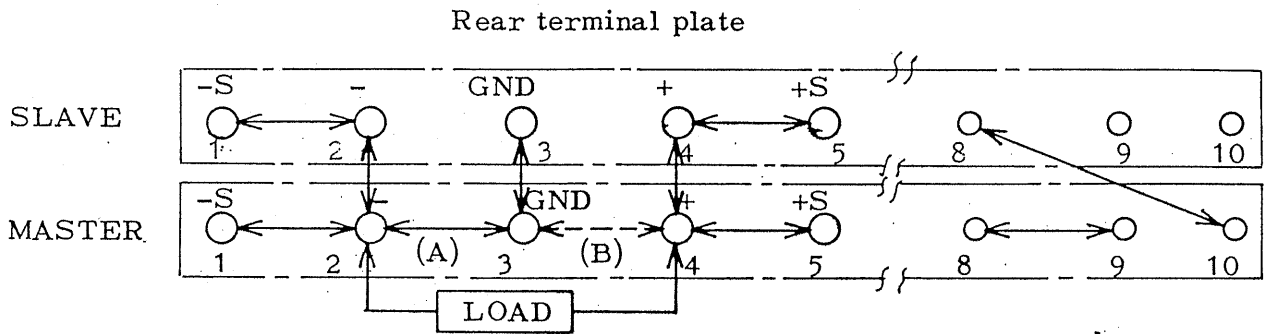 Rear terminal plate
SLAVE
-S - GND + +S
1 2 3 4 5 8 9 10
MASTER
-S - GND + +S
(A) (B)
1 2 3 4 5 8 9 10
LOAD